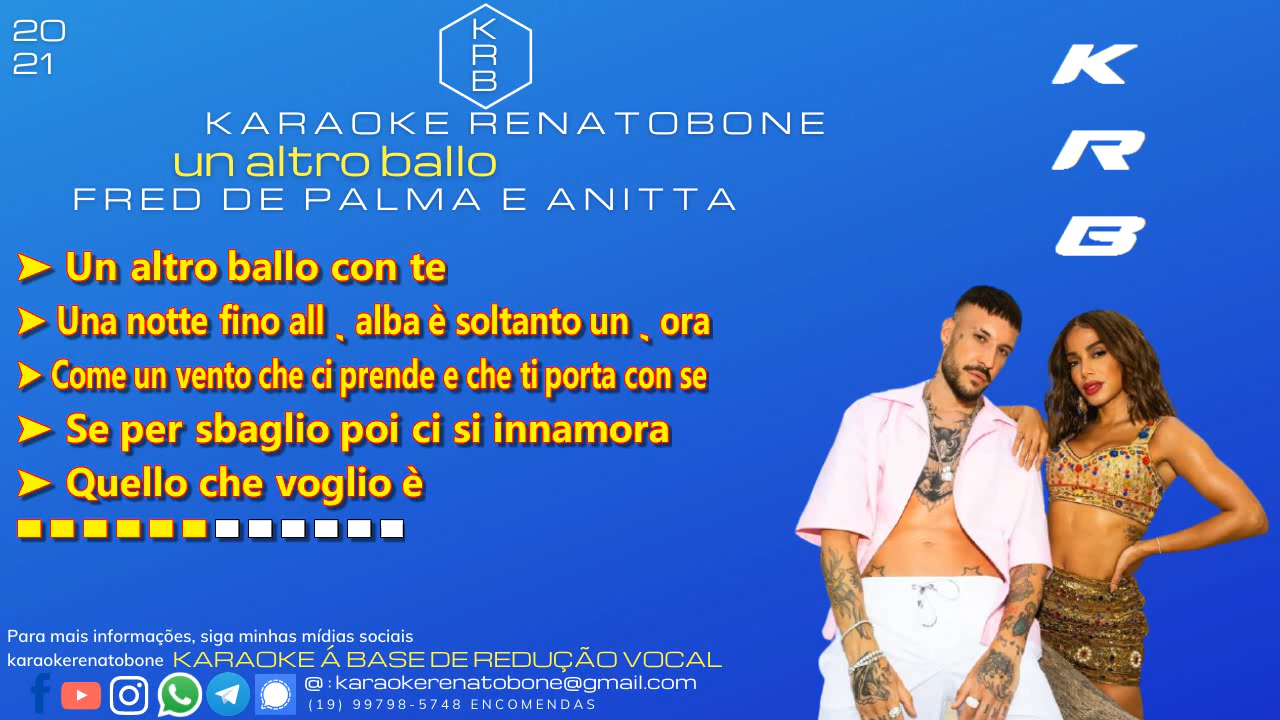 20
21
K
R
B
KARAOKE RENATOBONE
un altro ballo
FRED DE PALMA E ANITTA
K
R
B
➤ Un altro ballo con te
➤ Una notte fino all ˎ alba è soltanto un ˎ ora
➤ Come un vento che ci prende e che ti porta con se
➤ Se per sbaglio poi ci si innamora
➤ Quello che voglio è
Para mais informações, siga minhas mídias sociais
karaokerenatobone KARAOKE Á BASE DE REDUÇÃO VOCAL
@ : karaokerenatobone@gmail.com
(19) 99798-5748 ENCOMENDAS